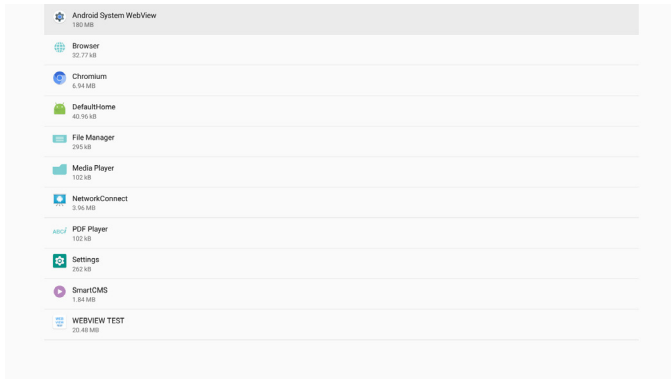 Android System WebView
180 MB
Browser
32.77 kB
Chromium
6.94 MB
DefaultHome
40.96 kB
File Manager
295 kB
Media Player
102 kB
NetworkConnect
3.96 MB
PDF Player
102 kB
Settings
262 kB
SmartCMS
1.84 MB
WEBVIEW TEST
20.48 MB